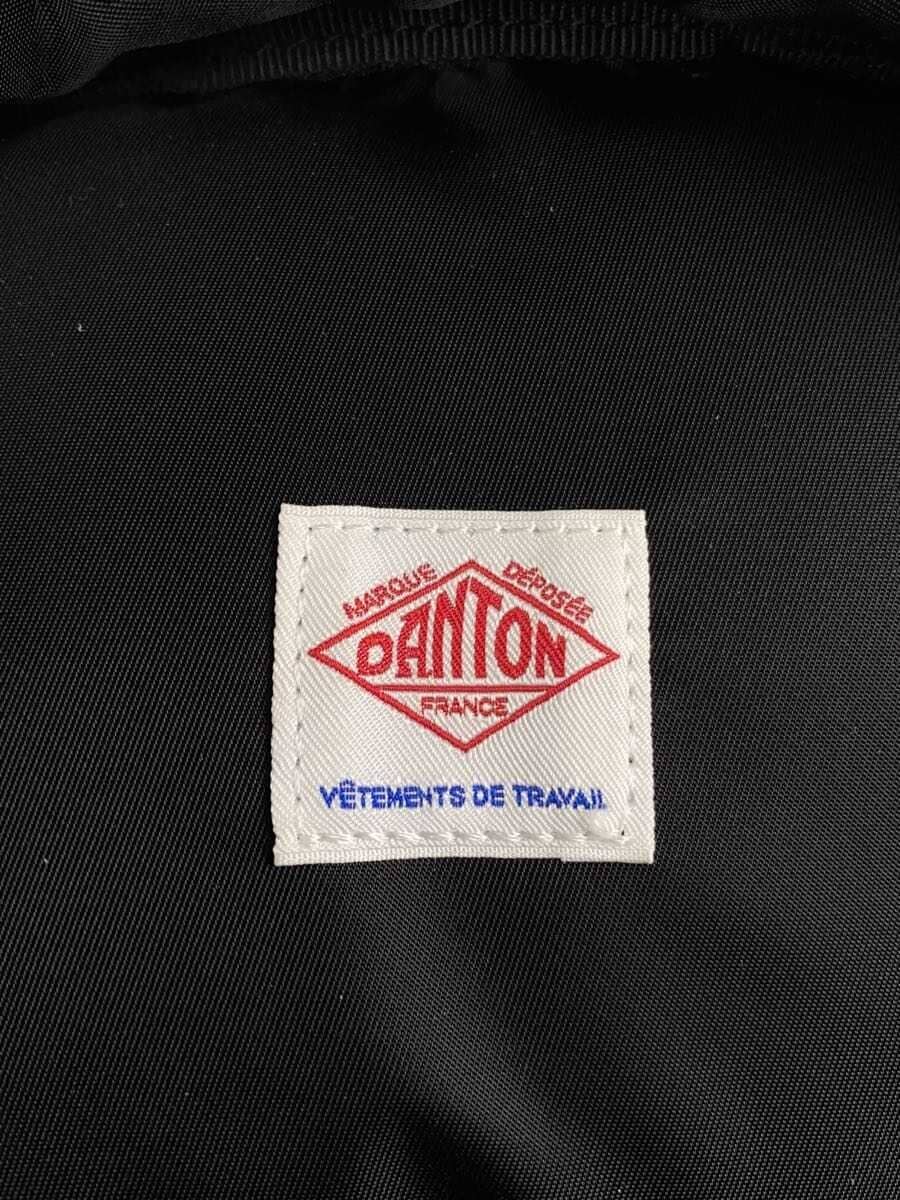 MARQUE DÉPOSÉE
DANTON
FRANCE
VÊTEMENTS DE TRAVAIL